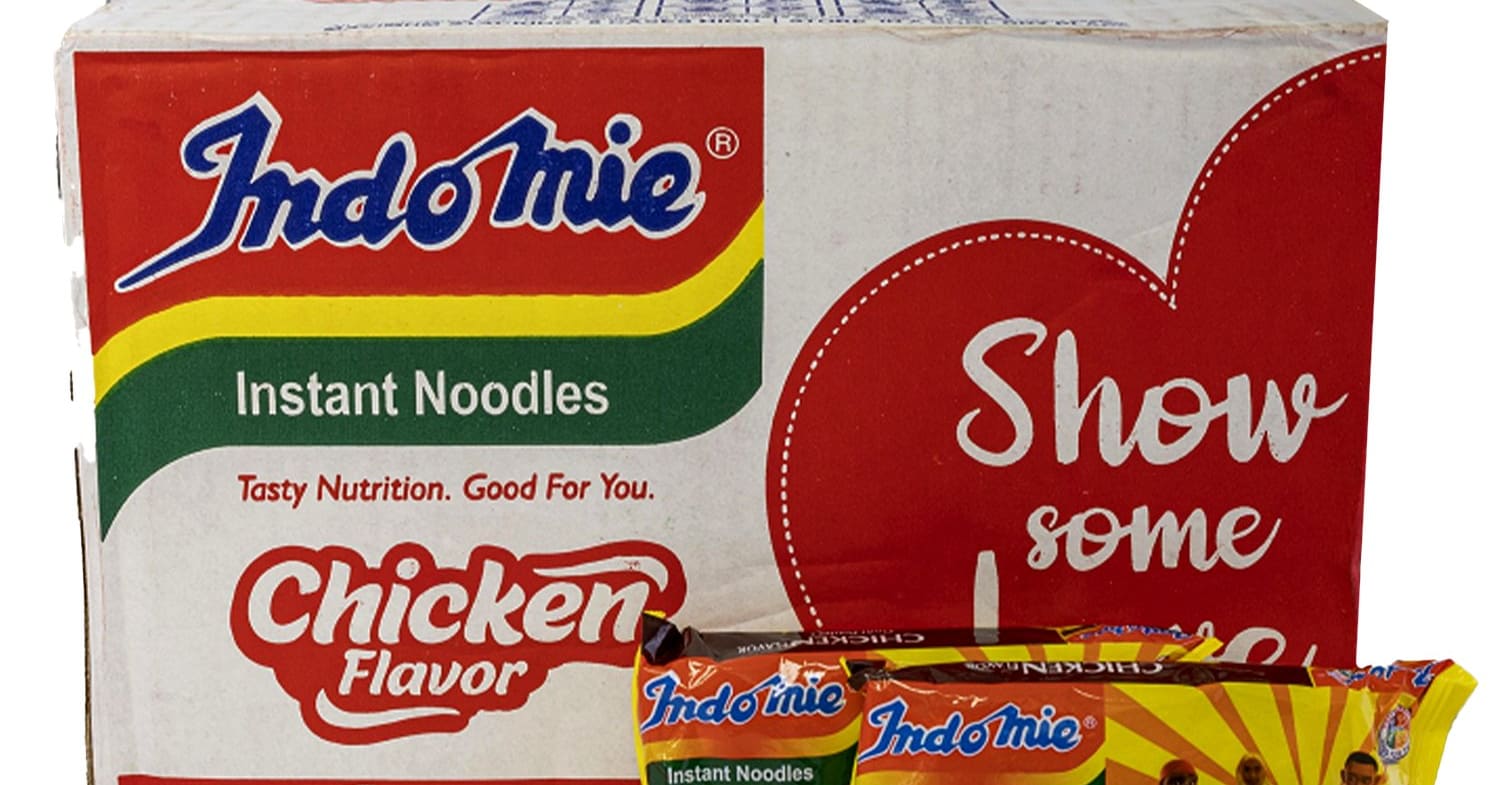 Indomie®
Instant Noodles
Tasty Nutrition. Good For You.
Chicken
Flavor
Show
some
CHICKEN FLAVOR
CHICKEN FLAVOR
Indomie
Instant Noodles
Indomie®